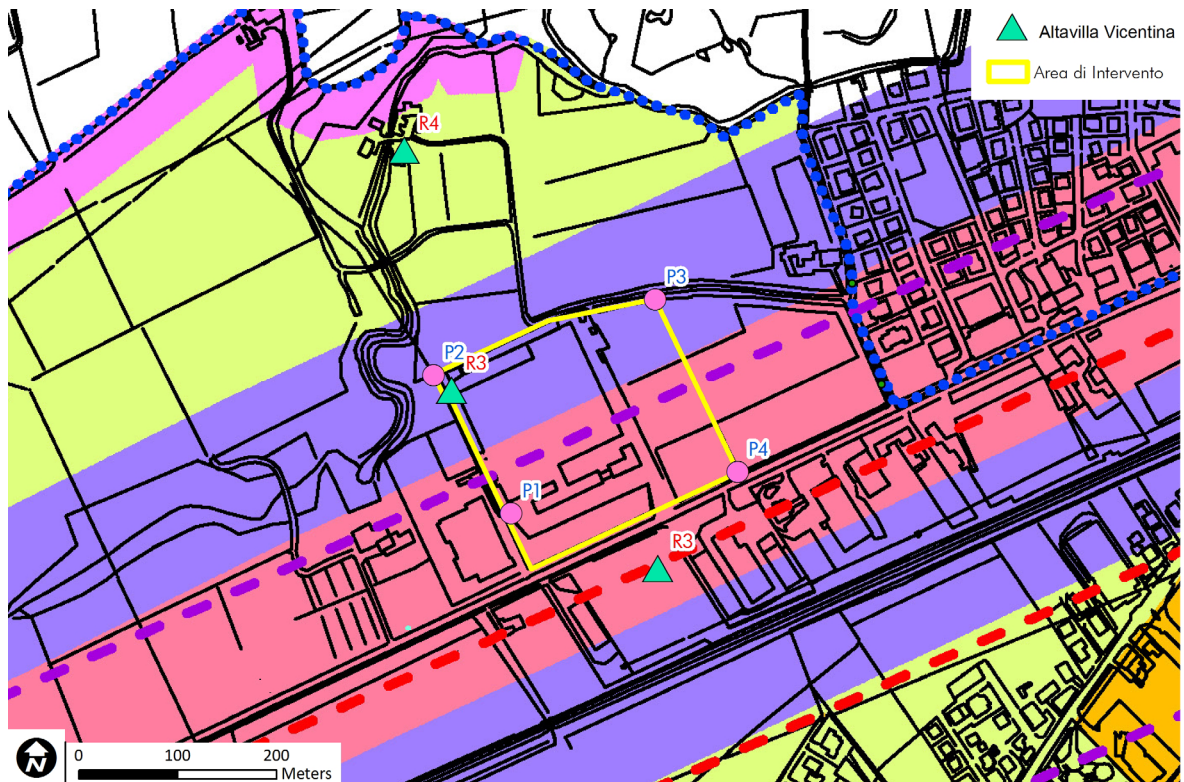 Altavilla Vicentina
Area di Intervento
R4
P3
P2
R3
P4
P1
R3
0 100 200
Meters